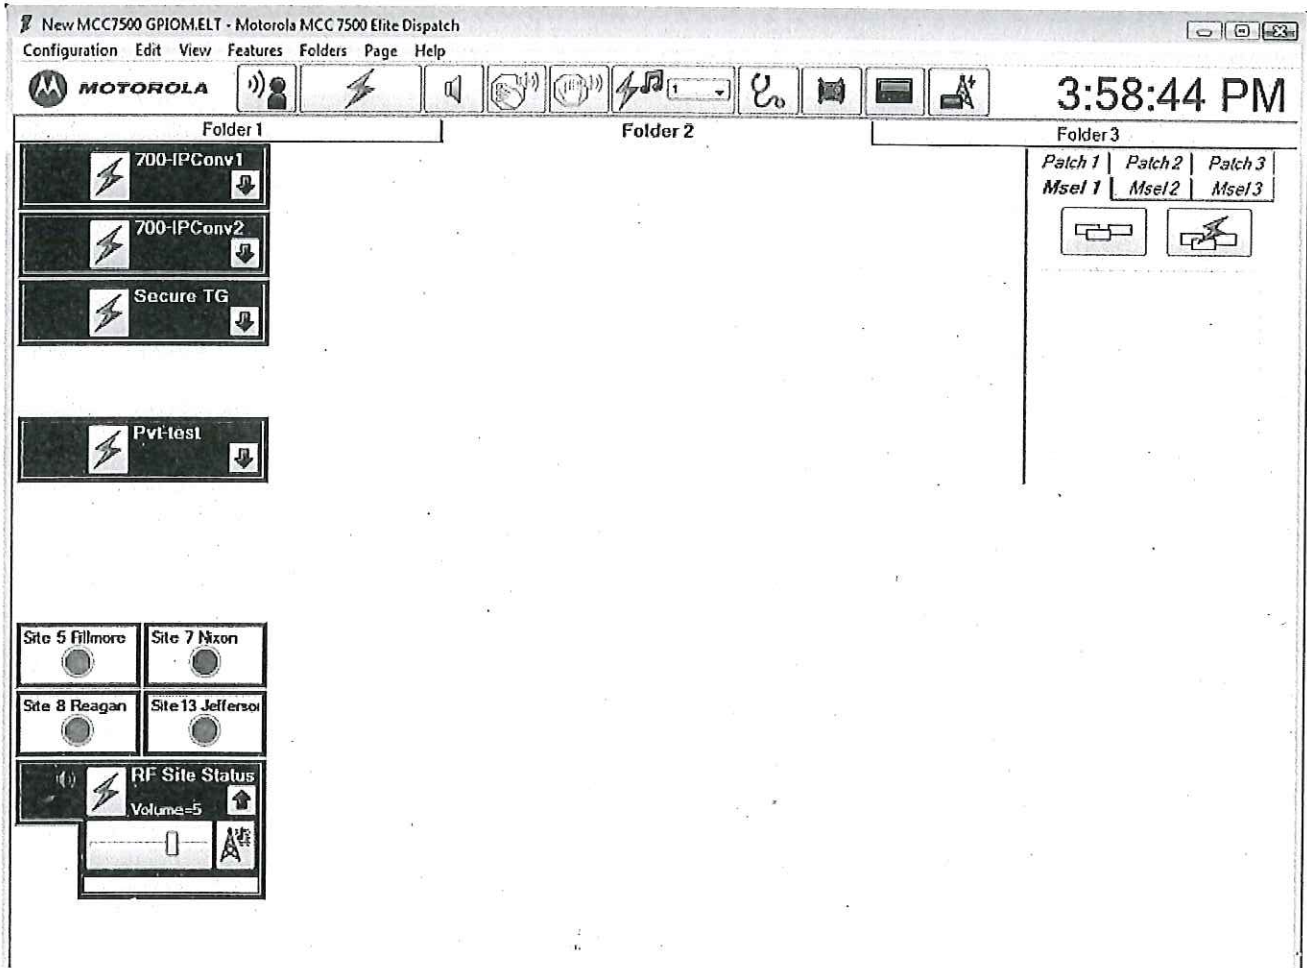 New MCC7500 GPIOM.ELT - Motorola MCC 7500 Elite Dispatch
Configuration Edit View Features Folders Page Help
MOTOROLA
1
3:58:44 PM
Folder 1
Folder 2
Folder 3
700-IPConv1
Patch 1
Patch 2
Patch 3
Msel 1
Msel 2
Msel 3
700-IPConv2
Secure TG
Pvt-test
Site 5 Fillmore
Site 7 Nixon
Site 8 Reagan
Site 13 Jefferso
RF Site Status
Volume=5